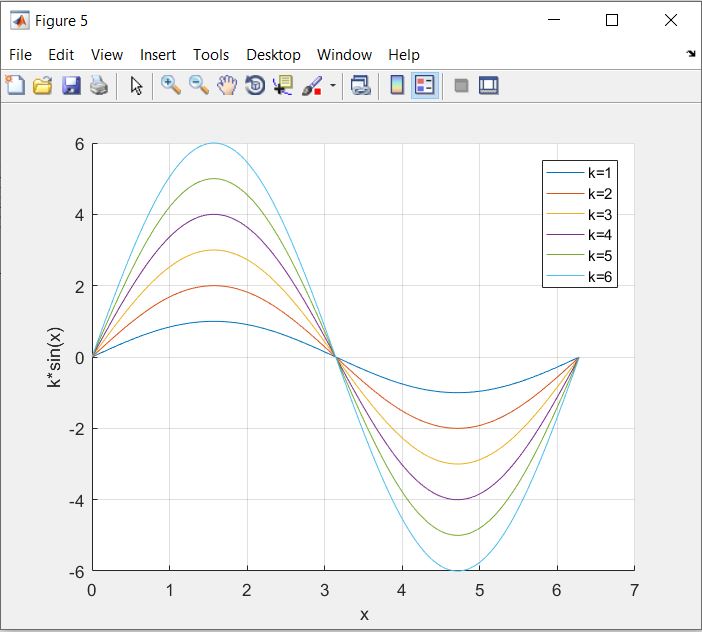 Figure 5
File Edit View Insert Tools Desktop Window Help
6
4
2
0
-2
-4
-6
k*sin(x)
k=1
k=2
k=3
k=4
k=5
k=6
0 1 2 3 4 5 6 7
x